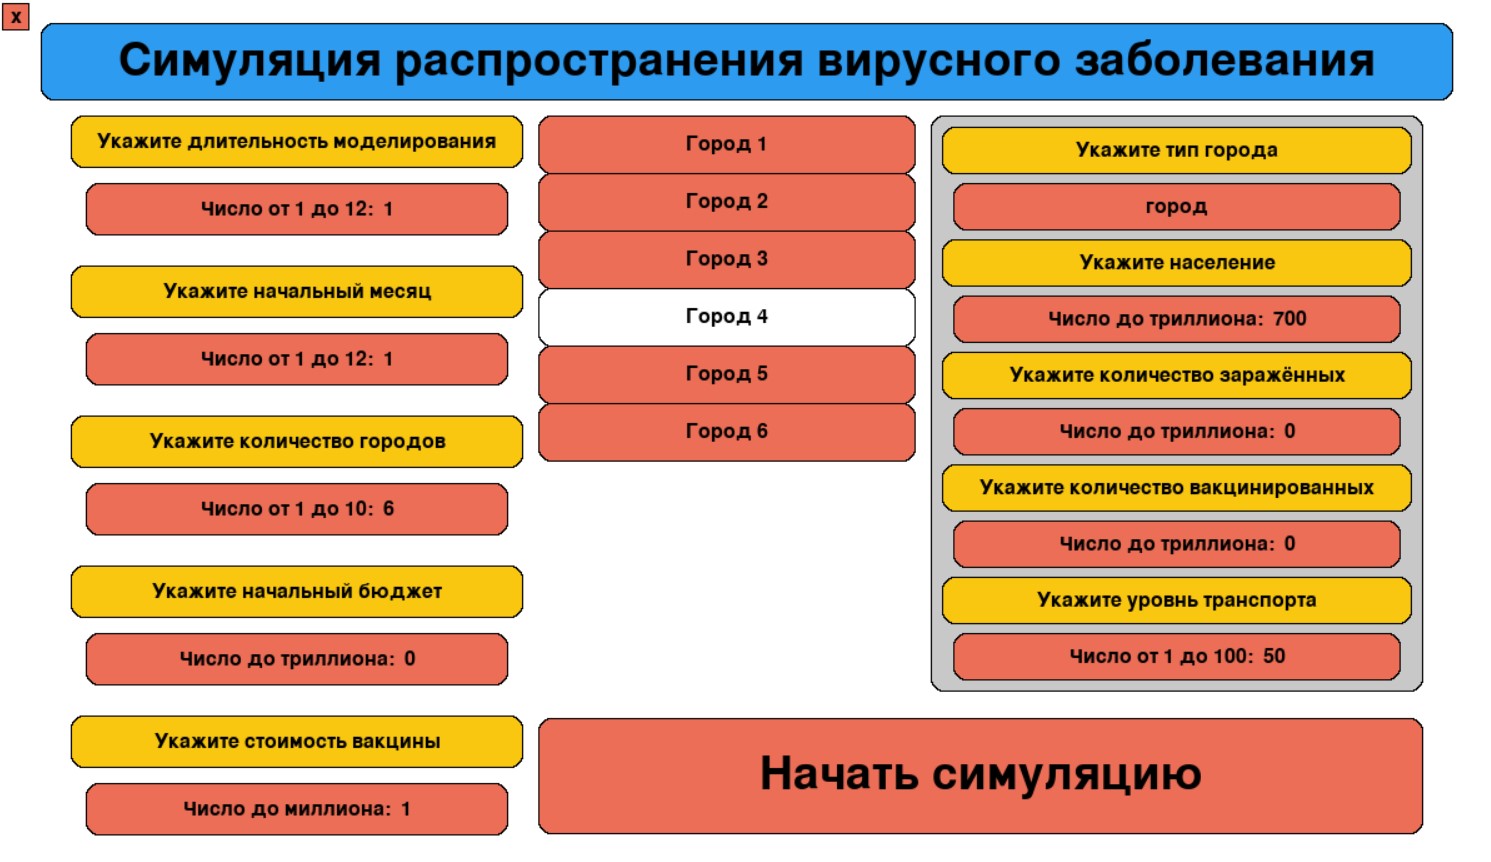 x
Симуляция распространения вирусного заболевания
Укажите длительность моделирования
Число от 1 до 12: 1
Укажите начальный месяц
Число от 1 до 12: 1
Укажите количество городов
Число от 1 до 10: 6
Укажите начальный бюджет
Число до триллиона: 0
Укажите стоимость вакцины
Число до миллиона: 1
Город 1
Город 2
Город 3
Город 4
Город 5
Город 6
Укажите тип города
город
Укажите население
Число до триллиона: 700
Укажите количество заражённых
Число до триллиона: 0
Укажите количество вакцинированных
Число до триллиона: 0
Укажите уровнь транспорта
Число от 1 до 100: 50
Начать симуляцию